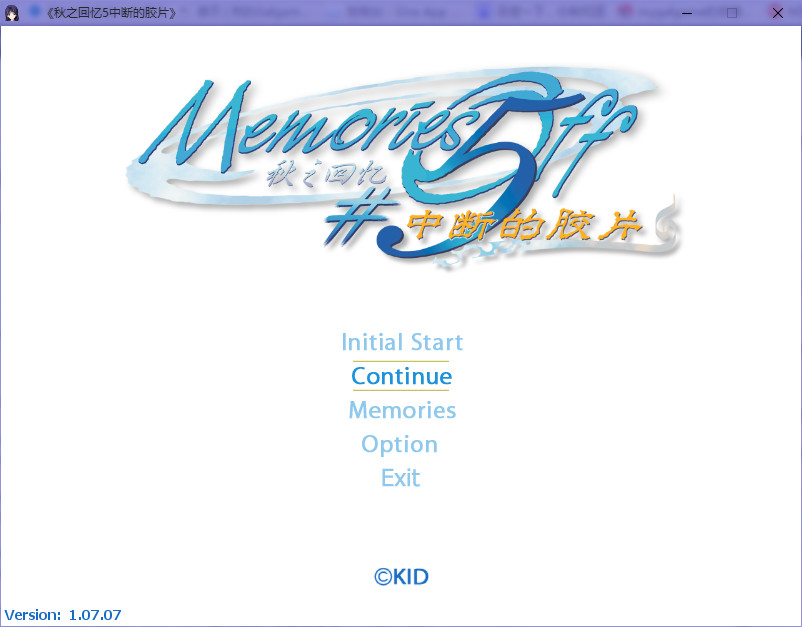 《秋之回忆5中断的胶片》
Memories Off
秋之回忆
#5
中断的胶片
Initial Start
Continue
Memories
Option
Exit
©KID
Version: 1.07.07